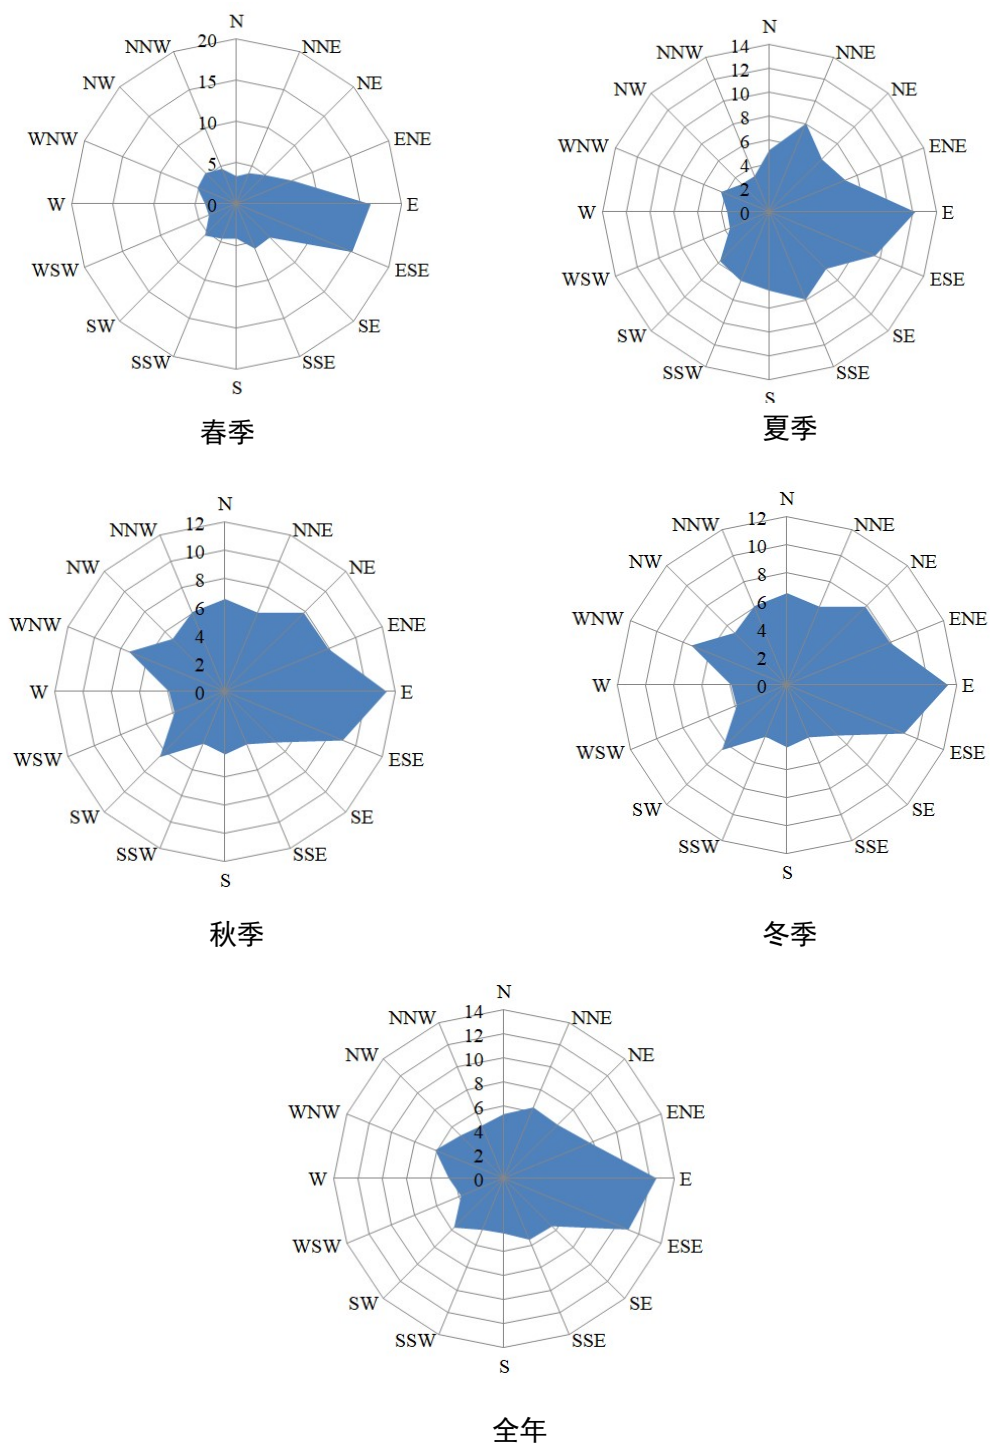 N
NNW 20 NNE
NW 15 NE
WNW 10 ENE
5
W 0 E
WSW ESE
SW SE
SSW SSE
S
春季
N
NNW 14 NNE
12
NW 10 NE
8
WNW 6 ENE
4
2
W 0 E
WSW ESE
SW SE
SSW SSE
S
夏季
N
NNW 12 NNE
10
NW 8 NE
6
WNW 4 ENE
2
W 0 E
WSW ESE
SW SE
SSW SSE
S
秋季
N
NNW 12 NNE
10
NW 8 NE
6
WNW 4 ENE
2
W 0 E
WSW ESE
SW SE
SSW SSE
S
冬季
N
NNW 14 NNE
12
NW 10 NE
8
WNW 6 ENE
4
2
W 0 E
WSW ESE
SW SE
SSW SSE
S
全年